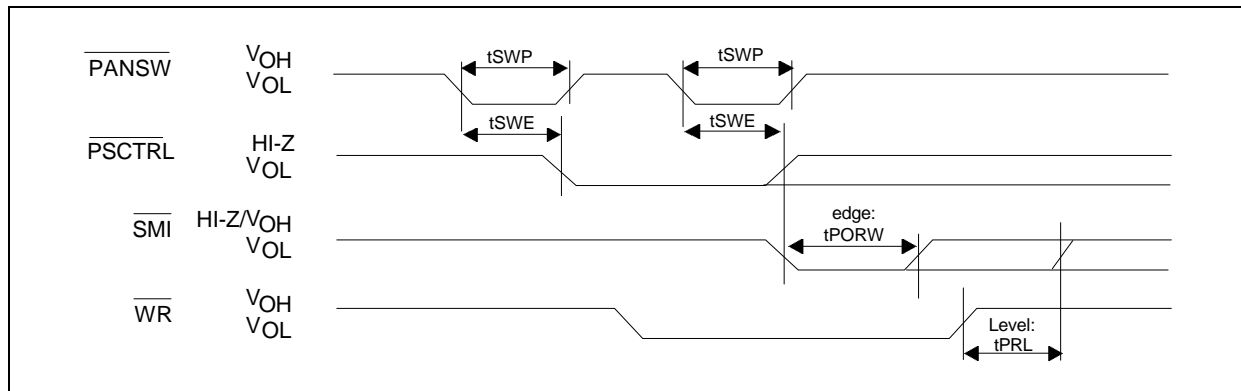 PANSW VOH tSWP tSWP
VOL
tSWE tSWE
PSCTRL HI-Z
VOL
SMI HI-Z/VOH edge:
VOL tPORW
WR VOH
VOL Level:
tPRL